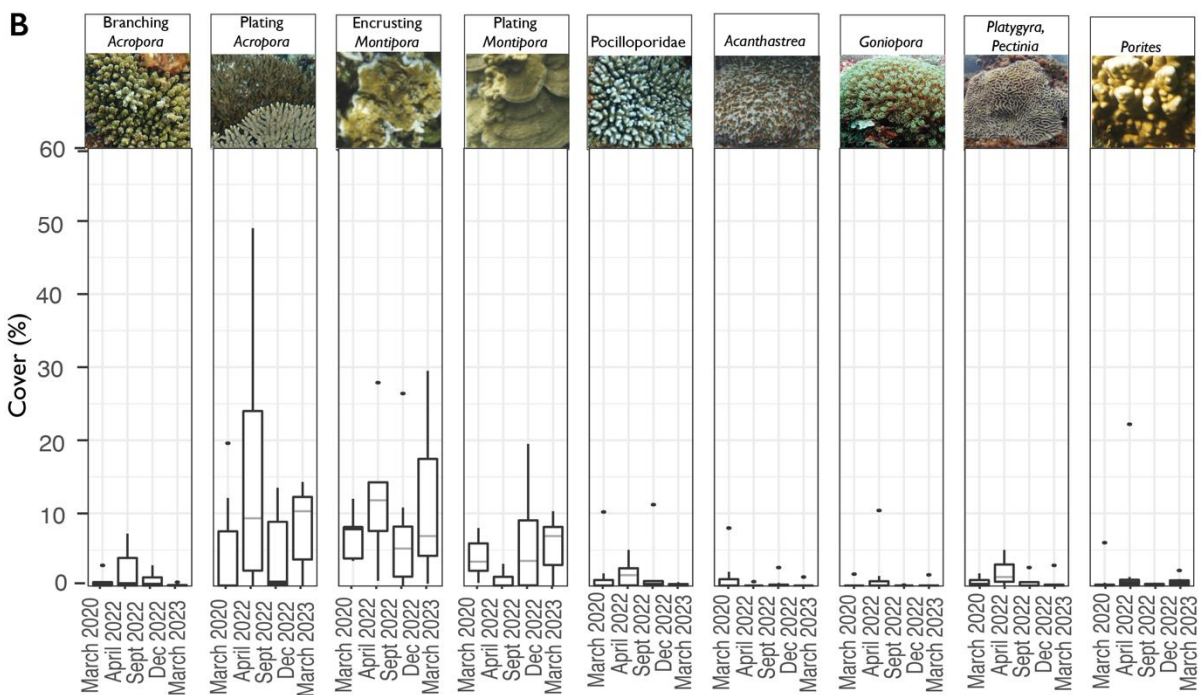 B
Branching
Acropora
Plating
Acropora
Encrusting
Montipora
Plating
Montipora
Pocilloporidae
Acanthastrea
Goniopora
Platygyra,
Pectinia
Porites
Cover (%)
60
50
40
30
20
10
0
March 2020
April 2022
Sept 2022
Dec 2022
March 2023
March 2020
April 2022
Sept 2022
Dec 2022
March 2023
March 2020
April 2022
Sept 2022
Dec 2022
March 2023
March 2020
April 2022
Sept 2022
Dec 2022
March 2023
March 2020
April 2022
Sept 2022
Dec 2022
March 2023
March 2020
April 2022
Sept 2022
Dec 2022
March 2023
March 2020
April 2022
Sept 2022
Dec 2022
March 2023
March 2020
April 2022
Sept 2022
Dec 2022
March 2023
March 2020
April 2022
Sept 2022
Dec 2022
March 2023